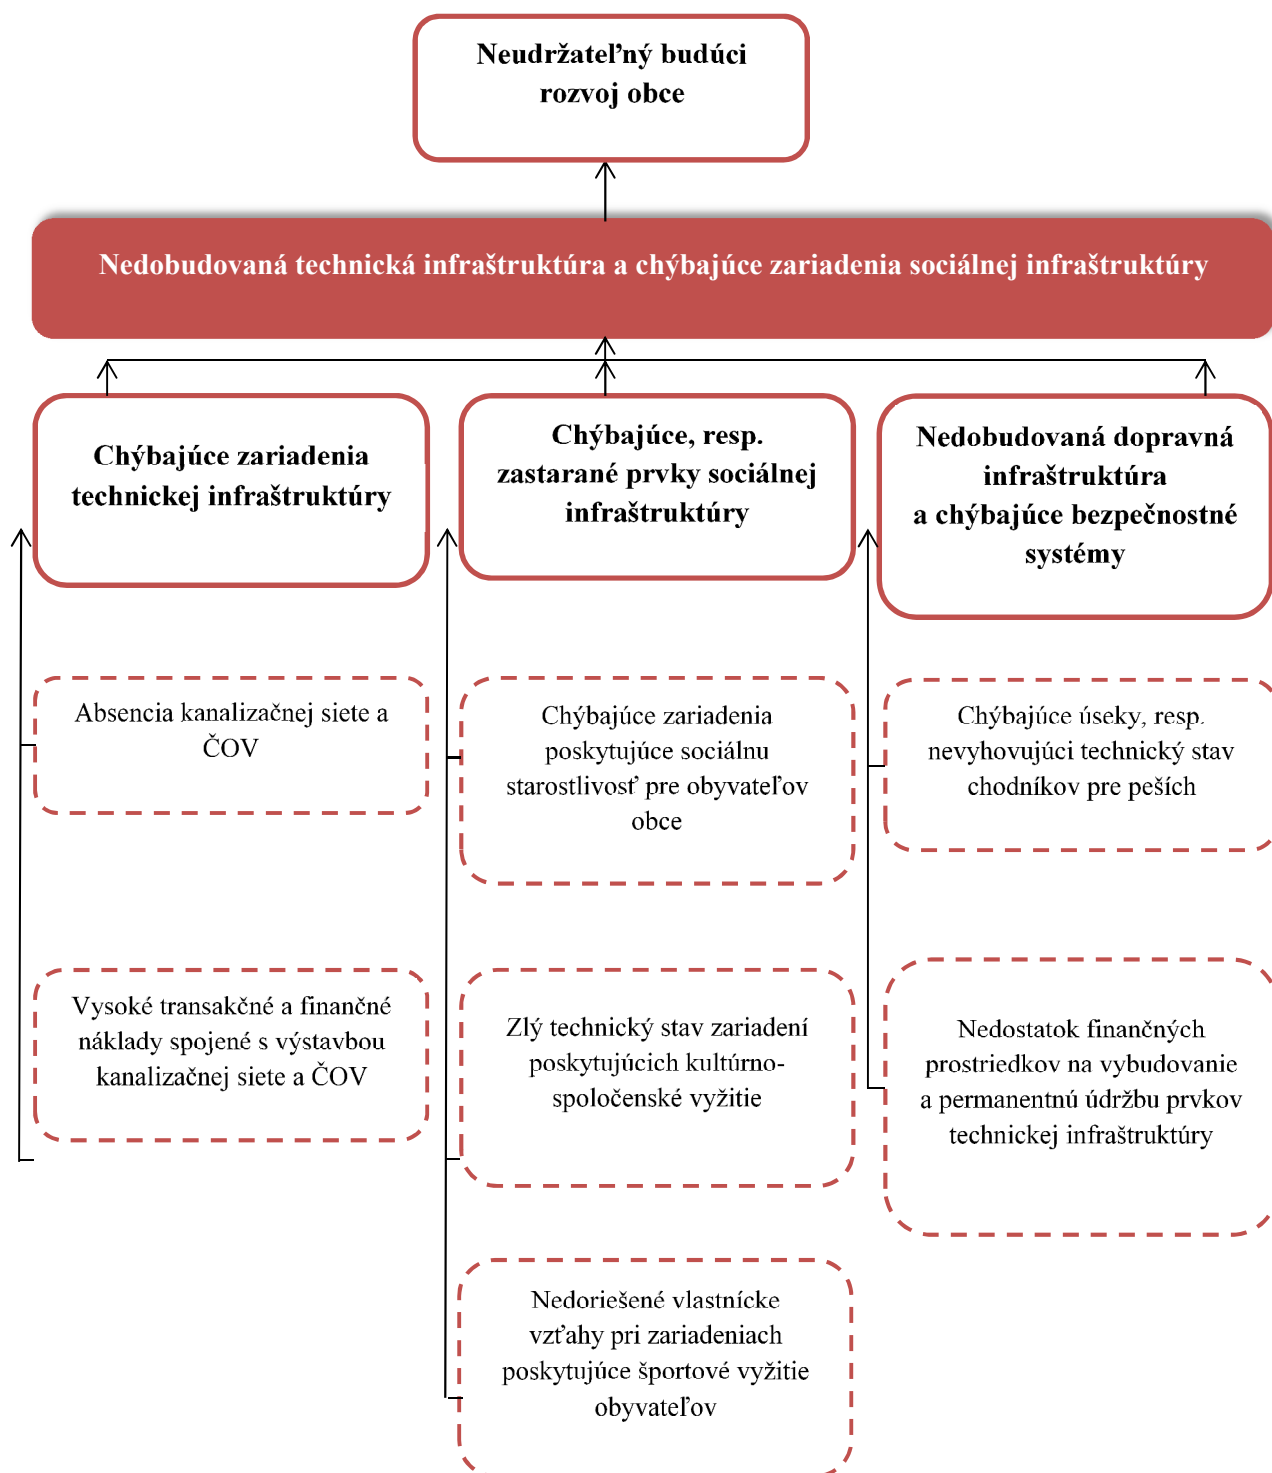 Neudržateľný budúci
rozvoj obce
Nedobudovaná technická infraštruktúra a chýbajúce zariadenia sociálnej infraštruktúry
Chýbajúce zariadenia
technickej infraštruktúry
Absencia kanalizačnej siete a
ČOV
Vysoké transakčné a finančné
náklady spojené s výstavbou
kanalizačnej siete a ČOV
Chýbajúce, resp.
zastarané prvky sociálnej
infraštruktúry
Chýbajúce zariadenia
poskytujúce sociálnu
starostlivosť pre obyvateľov
obce
Zlý technický stav zariadení
poskytujúcich kultúrno-
spoločenské vyžitie
Nedoriešené vlastnícke
vzťahy pri zariadeniach
poskytujúce športové vyžitie
obyvateľov
Nedobudovaná dopravná
infraštruktúra
a chýbajúce bezpečnostné
systémy
Chýbajúce úseky, resp.
nevyhovujúci technický stav
chodníkov pre peších
Nedostatok finančných
prostriedkov na vybudovanie
a permanentnú údržbu prvkov
technickej infraštruktúry